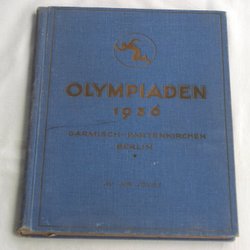 OLYMPIADEN
1936
GARMISCH-PARTENKIRCHEN
BERLIN